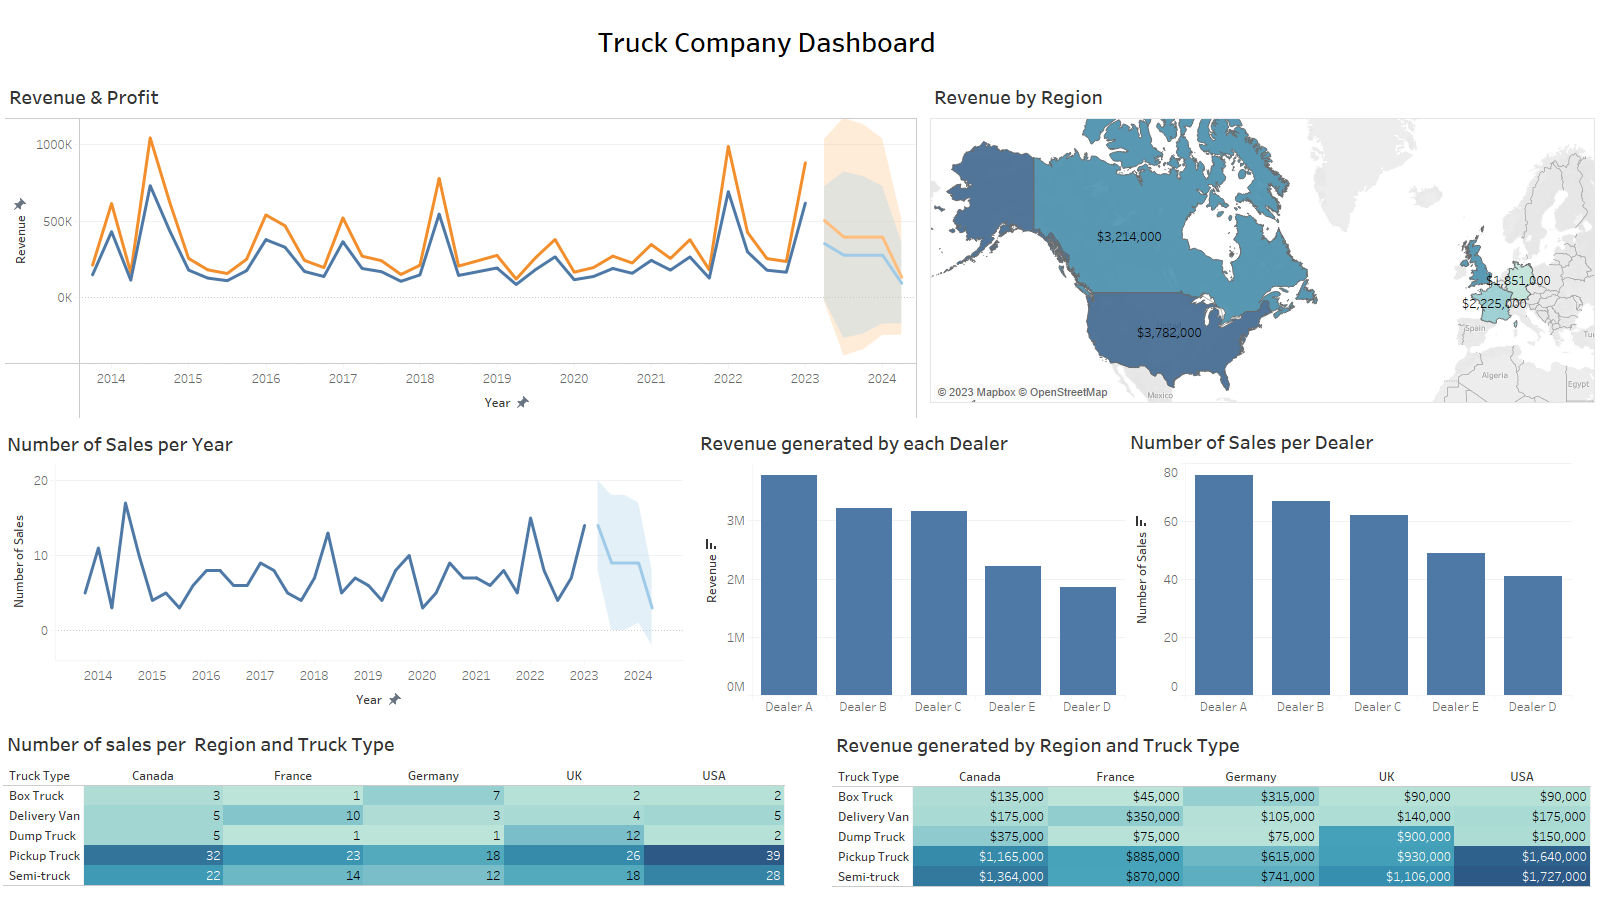 Truck Company Dashboard
Revenue & Profit
1000K
500K
0K
Revenue
2014 2015 2016 2017 2018 2019 2020 2021 2022 2023 2024
Year
Revenue by Region
$3,214,000
$3,782,000
$1,851,000
$2,225,000
Spain
Tur
Algeria
Egypt
Mexico
© 2023 Mapbox © OpenStreetMap
Number of Sales per Year
20
10
0
Number of Sales
2014 2015 2016 2017 2018 2019 2020 2021 2022 2023 2024
Year
Revenue generated by each Dealer
3M
2M
1M
0M
Revenue
Dealer A Dealer B Dealer C Dealer E Dealer D
Number of Sales per Dealer
80
60
40
20
0
Number of Sales
Dealer A Dealer B Dealer C Dealer E Dealer D
Number of sales per Region and Truck Type
Truck Type Canada France Germany UK USA
Box Truck 3 1 7 2 2
Delivery Van 5 10 3 4 5
Dump Truck 5 1 1 12 2
Pickup Truck 32 23 18 26 39
Semi-truck 22 14 12 18 28
Revenue generated by Region and Truck Type
Truck Type Canada France Germany UK USA
Box Truck $135,000 $45,000 $315,000 $90,000 $90,000
Delivery Van $175,000 $350,000 $105,000 $140,000 $175,000
Dump Truck $375,000 $75,000 $75,000 $900,000 $150,000
Pickup Truck $1,165,000 $885,000 $615,000 $930,000 $1,640,000
Semi-truck $1,364,000 $870,000 $741,000 $1,106,000 $1,727,000